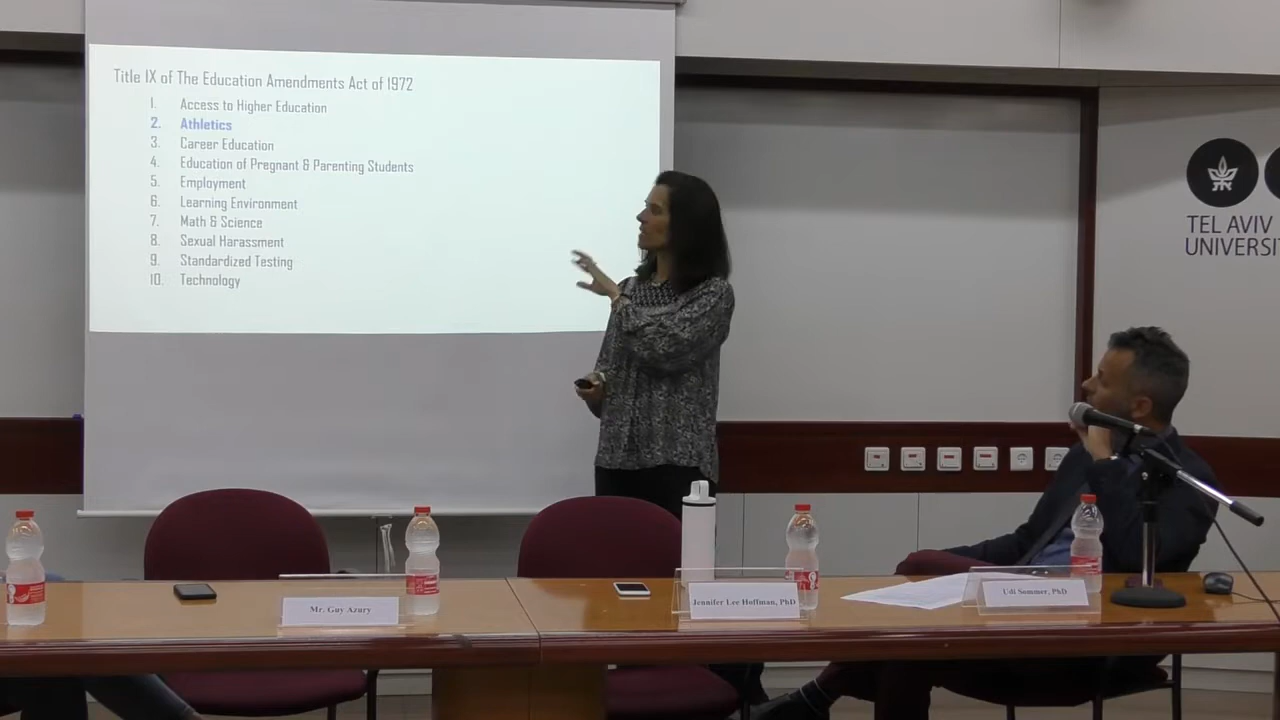 Title IX of The Education Amendments Act of 1972
1. Access to Higher Education
2. Athletics
3. Career Education
4. Education of Pregnant & Parenting Students
5. Employment
6. Learning Environment
7. Math & Science
8. Sexual Harassment
9. Standardized Testing
10. Technology
TEL AVIV
UNIVERSI
Mr. Guy Azury
Jennifer Lee Hoffman, PhD
Udi Sommer, PhD